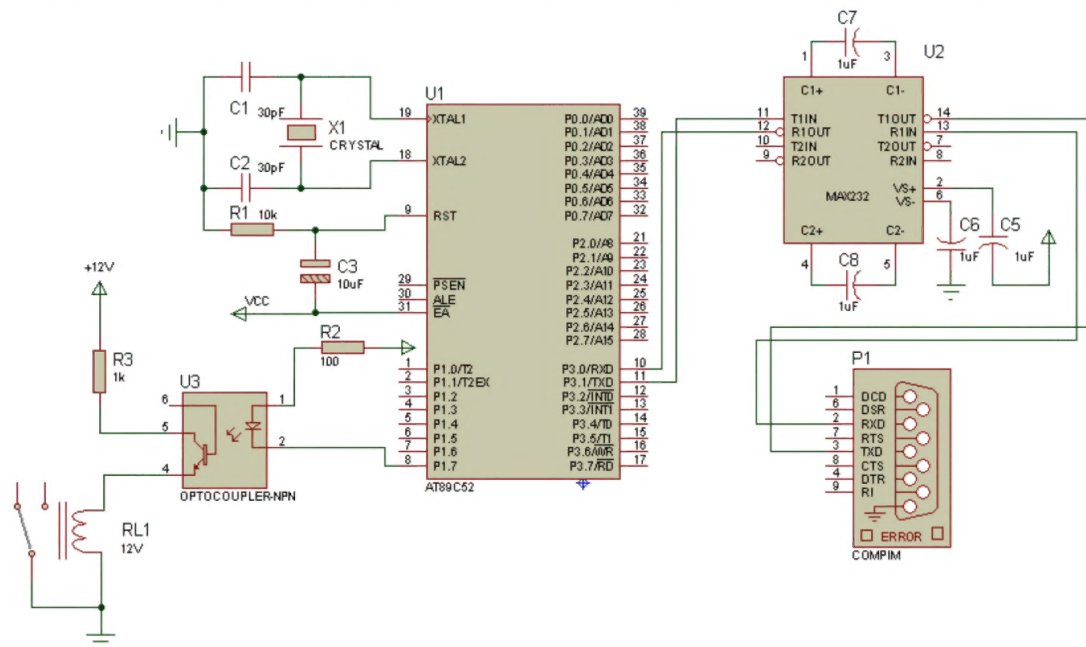 C7
1uF
1
3
U2
C1+
C1-
11
T1IN
T1OUT
14
12
R1OUT
R1IN
13
10
T2IN
T2OUT
7
9
R2OUT
R2IN
8
VS+
2
VS-
6
MAX232
C2+
C2-
4
5
C8
1uF
C6
1uF
C5
1uF
C1
30pF
X1
CRYSTAL
C2
30pF
R1
10k
C3
10uF
VCC
R2
100
U1
19
XTAL1
18
XTAL2
9
RST
29
PSEN
30
ALE
31
EA
1
P1.0/T2
2
P1.1/T2EX
3
P1.2
4
P1.3
5
P1.4
6
P1.5
7
P1.6
8
P1.7
P0.0/AD0
39
P0.1/AD1
38
P0.2/AD2
37
P0.3/AD3
36
P0.4/AD4
35
P0.5/AD5
34
P0.6/AD6
33
P0.7/AD7
32
P2.0/A8
21
P2.1/A9
22
P2.2/A10
23
P2.3/A11
24
P2.4/A12
25
P2.5/A13
26
P2.6/A14
27
P2.7/A15
28
P3.0/RXD
10
P3.1/TXD
11
P3.2/INT0
12
P3.3/INT1
13
P3.4/T0
14
P3.5/T1
15
P3.6/WR
16
P3.7/RD
17
AT89C52
+12V
R3
1k
U3
6
5
4
1
2
OPTOCOUPLER-NPN
RL1
12V
P1
1
DCD
6
DSR
2
RXD
7
RTS
3
TXD
8
CTS
4
DTR
9
RI
ERROR
COMPIM